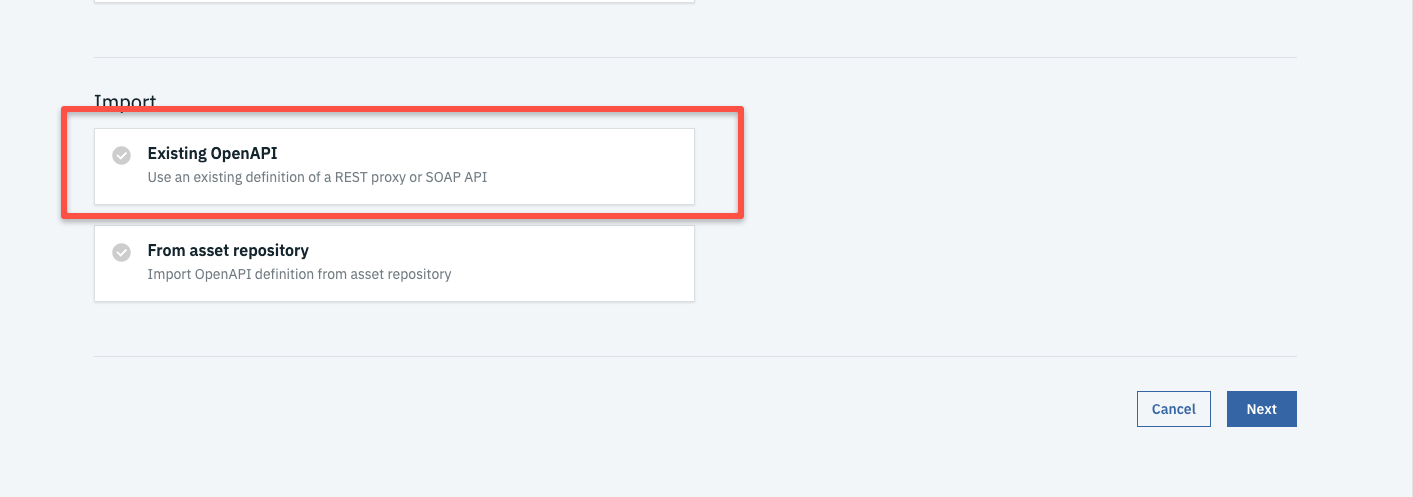 Import
Existing OpenAPI
Use an existing definition of a REST proxy or SOAP API
From asset repository
Import OpenAPI definition from asset repository
Cancel
Next